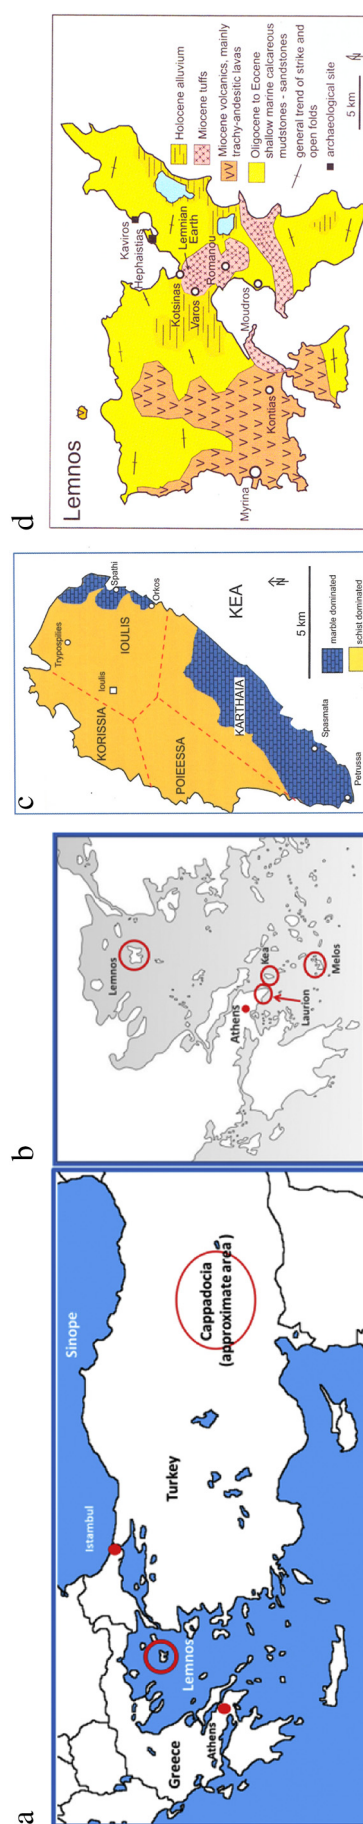 a
Sinope
Istambul
Turkey
Cappadocia
(approximate area )
Greece
Lemnos
Athens
b
Lemnos
Athens
Kea
Laurion
Melos
c
Trypospilies
Spathi
IOULIS
Orkos
Ioulis
KORISSIA
POIEESSA
KARTHAIA
Spasmata
Petrussa
KEA
N
5 km
marble dominated
schist dominated
d
Lemnos
Kaviros
Hephaistias
Kotsinas
Lemnian
Earth
Varos
Romanou
Moudros
Kontias
Myrina
Holocene alluvium
Miocene tuffs
Miocene volcanics, mainly
trachy-andesitic lavas
Oligocene to Eocene
shallow marine calcareous
mudstones - sandstones
general trend of strike and
open folds
archaeological site
5 km
N